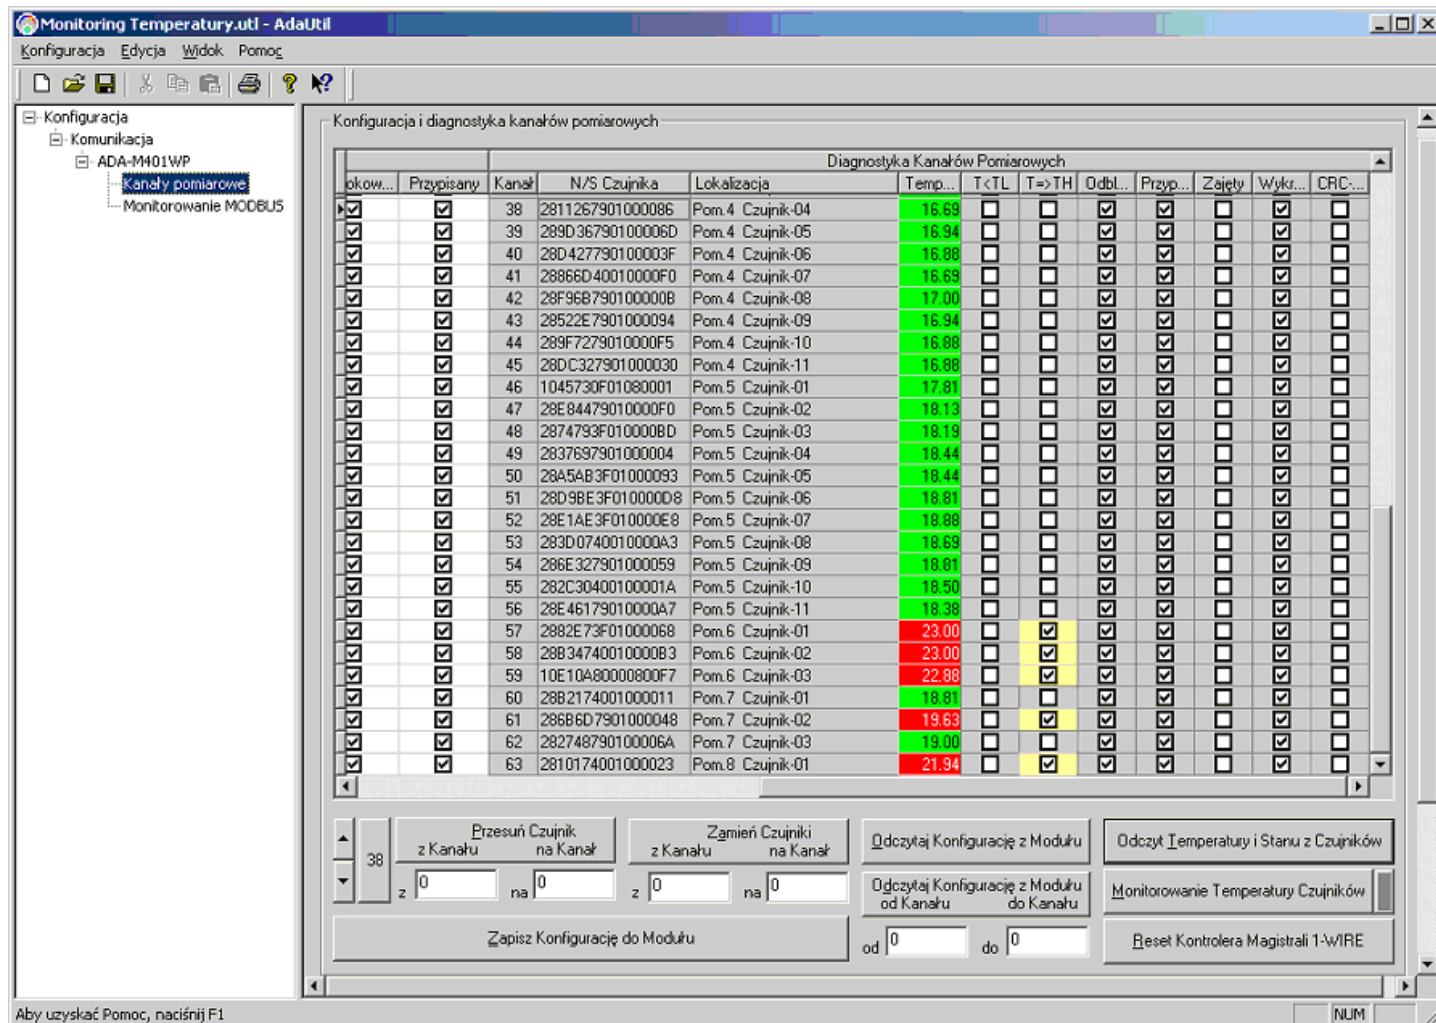 Monitoring Temperatury.utl - AdaUtil
Konfiguracja Edycja Widok Pomoc
Konfiguracja
Komunikacja
ADA-M401WP
Kanały pomiarowe
Monitorowanie MODBUS
Konfiguracja i diagnostyka kanałów pomiarowych
Diagnostyka Kanałów Pomiarowych
okow... Przypisany Kanał N/S Czujnika Lokalizacja Temp... T<TL T=>TH Odbl... Przyp... Zajęty Wykr... CRC-...
38 2811267901000086 Pom.4 Czujnik-04 16.69
39 289D36790100006D Pom.4 Czujnik-05 16.94
40 28D427790100003F Pom.4 Czujnik-06 16.88
41 28866D40010000F0 Pom.4 Czujnik-07 16.69
42 28F96B790100000B Pom.4 Czujnik-08 17.00
43 28522E7901000094 Pom.4 Czujnik-09 16.94
44 289F7279010000F5 Pom.4 Czujnik-10 16.88
45 28DC327901000030 Pom.4 Czujnik-11 16.88
46 1045730F01080001 Pom.5 Czujnik-01 17.81
47 28E84479010000F0 Pom.5 Czujnik-02 18.13
48 2874793F010000BD Pom.5 Czujnik-03 18.19
49 2837697901000004 Pom.5 Czujnik-04 18.44
50 28A5AB3F01000093 Pom.5 Czujnik-05 18.44
51 28D9BE3F010000D8 Pom.5 Czujnik-06 18.81
52 28E1AE3F010000E8 Pom.5 Czujnik-07 18.88
53 283D0740010000A3 Pom.5 Czujnik-08 18.69
54 286E327901000059 Pom.5 Czujnik-09 18.81
55 282C30400100001A Pom.5 Czujnik-10 18.50
56 28E46179010000A7 Pom.5 Czujnik-11 18.38
57 2882E73F01000068 Pom.6 Czujnik-01 23.00
58 28B34740010000B3 Pom.6 Czujnik-02 23.00
59 10E10A80000800F7 Pom.6 Czujnik-03 22.88
60 28B2174001000011 Pom.7 Czujnik-01 18.81
61 286B6D7901000048 Pom.7 Czujnik-02 19.63
62 282748790100006A Pom.7 Czujnik-03 19.00
63 2810174001000023 Pom.8 Czujnik-01 21.94
38
Przesuń Czujnik
z Kanału na Kanał
z 0 na 0
Zamień Czujniki
z Kanału na Kanał
z 0 na 0
Zapisz Konfigurację do Modułu
Odczytaj Konfigurację z Modułu
Odczytaj Konfigurację z Modułu
od Kanału do Kanału
od 0 do 0
Odczyt Temperatury i Stanu z Czujników
Monitorowanie Temperatury Czujników
Reset Kontrolera Magistrali 1-WIRE
Aby uzyskać Pomoc, naciśnij F1
NUM